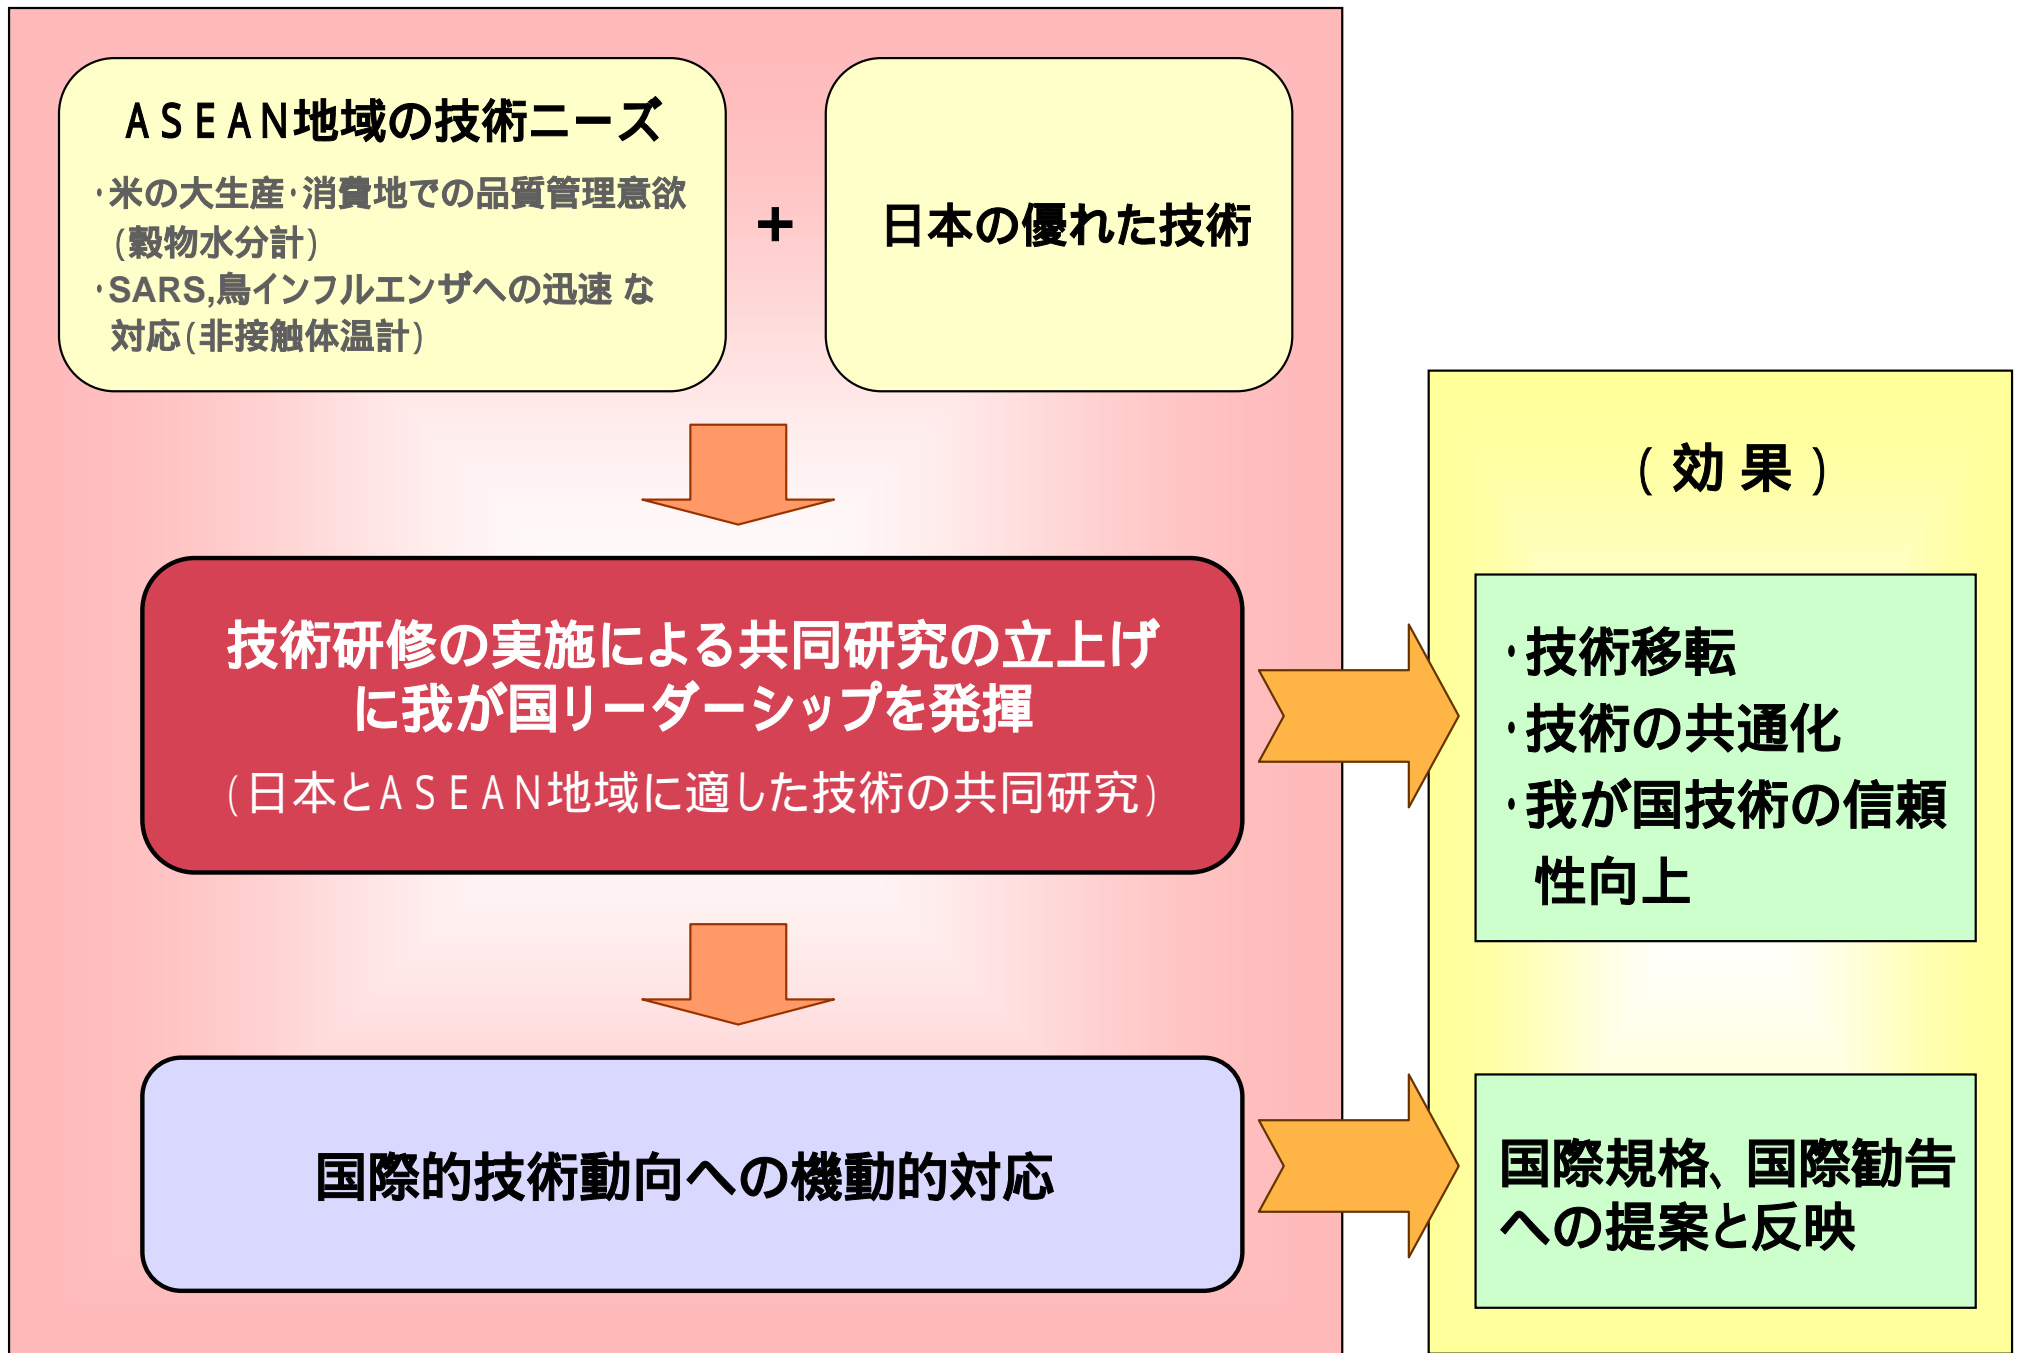 ASEAN地域の技術ニーズ
・米の大生産・消費地での品質管理意欲
(穀物水分計)
・SARS,鳥インフルエンザへの迅速 な
対応(非接触体温計)
+
日本の優れた技術
技術研修の実施による共同研究の立上げ
に我が国リーダーシップを発揮
(日本とASEAN地域に適した技術の共同研究)
国際的技術動向への機動的対応
(効果)
・技術移転
・技術の共通化
・我が国技術の信頼
性向上
国際規格、国際勧告
への提案と反映